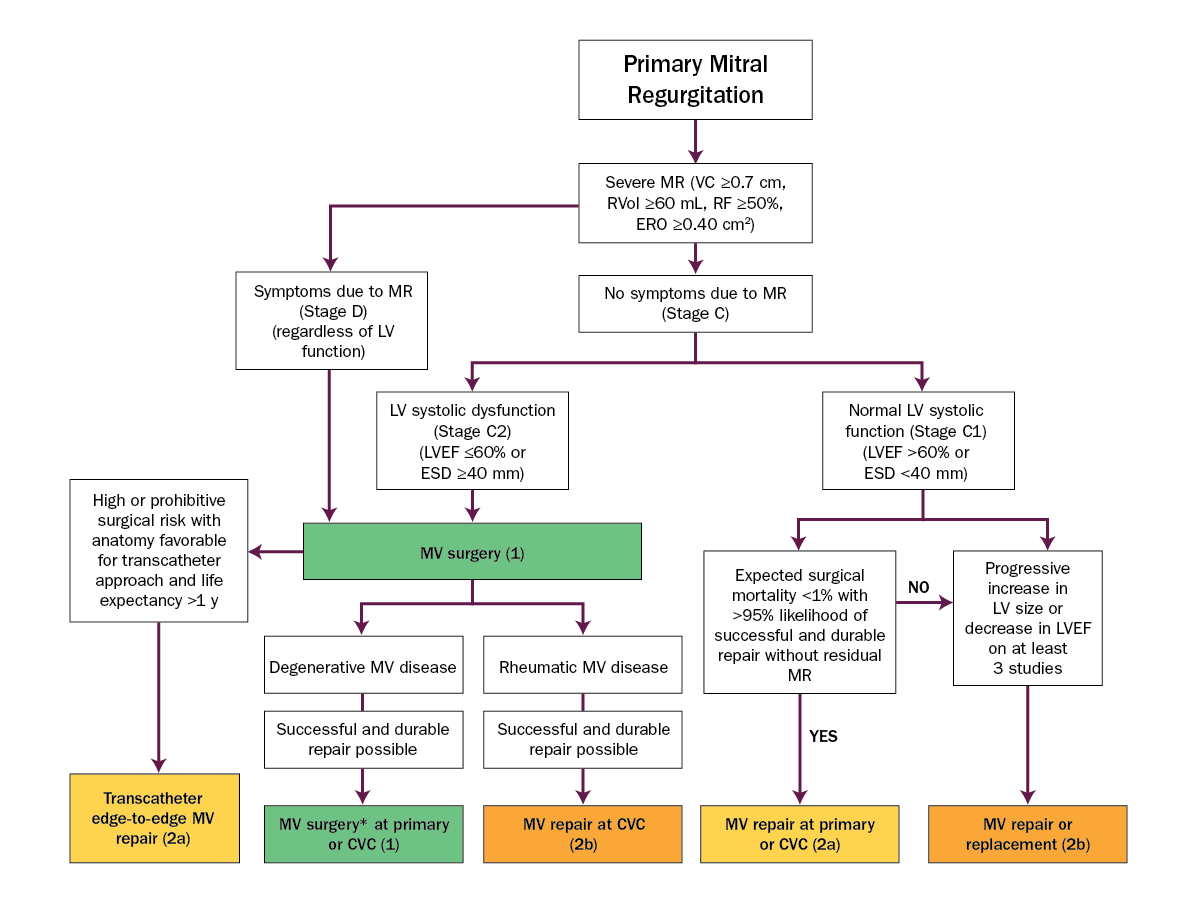 Primary Mitral
Regurgitation
Severe MR (VC ≥0.7 cm,
RVol ≥60 mL, RF ≥50%,
ERO ≥0.40 cm²)
Symptoms due to MR
(Stage D)
(regardless of LV
function)
No symptoms due to MR
(Stage C)
LV systolic dysfunction
(Stage C2)
(LVEF ≤60% or
ESD ≥40 mm)
Normal LV systolic
function (Stage C1)
(LVEF >60% or
ESD <40 mm)
High or prohibitive
surgical risk with
anatomy favorable
for transcatheter
approach and life
expectancy >1 y
MV surgery (1)
Expected surgical
mortality <1% with
>95% likelihood of
successful and durable
repair without residual
MR
NO
Progressive
increase in
LV size or
decrease in LVEF
on at least
3 studies
Degenerative MV disease
Rheumatic MV disease
Successful and durable
repair possible
Successful and durable
repair possible
YES
Transcatheter
edge-to-edge MV
repair (2a)
MV surgery* at primary
or CVC (1)
MV repair at CVC
(2b)
MV repair at primary
or CVC (2a)
MV repair or
replacement (2b)